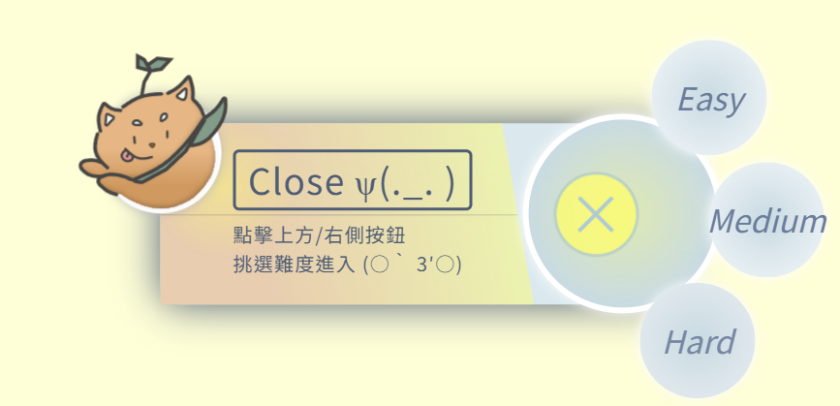 Close ψ(._. )
點擊上方/右側按鈕
挑選難度進入 (○｀ 3′○)
Easy
Medium
Hard